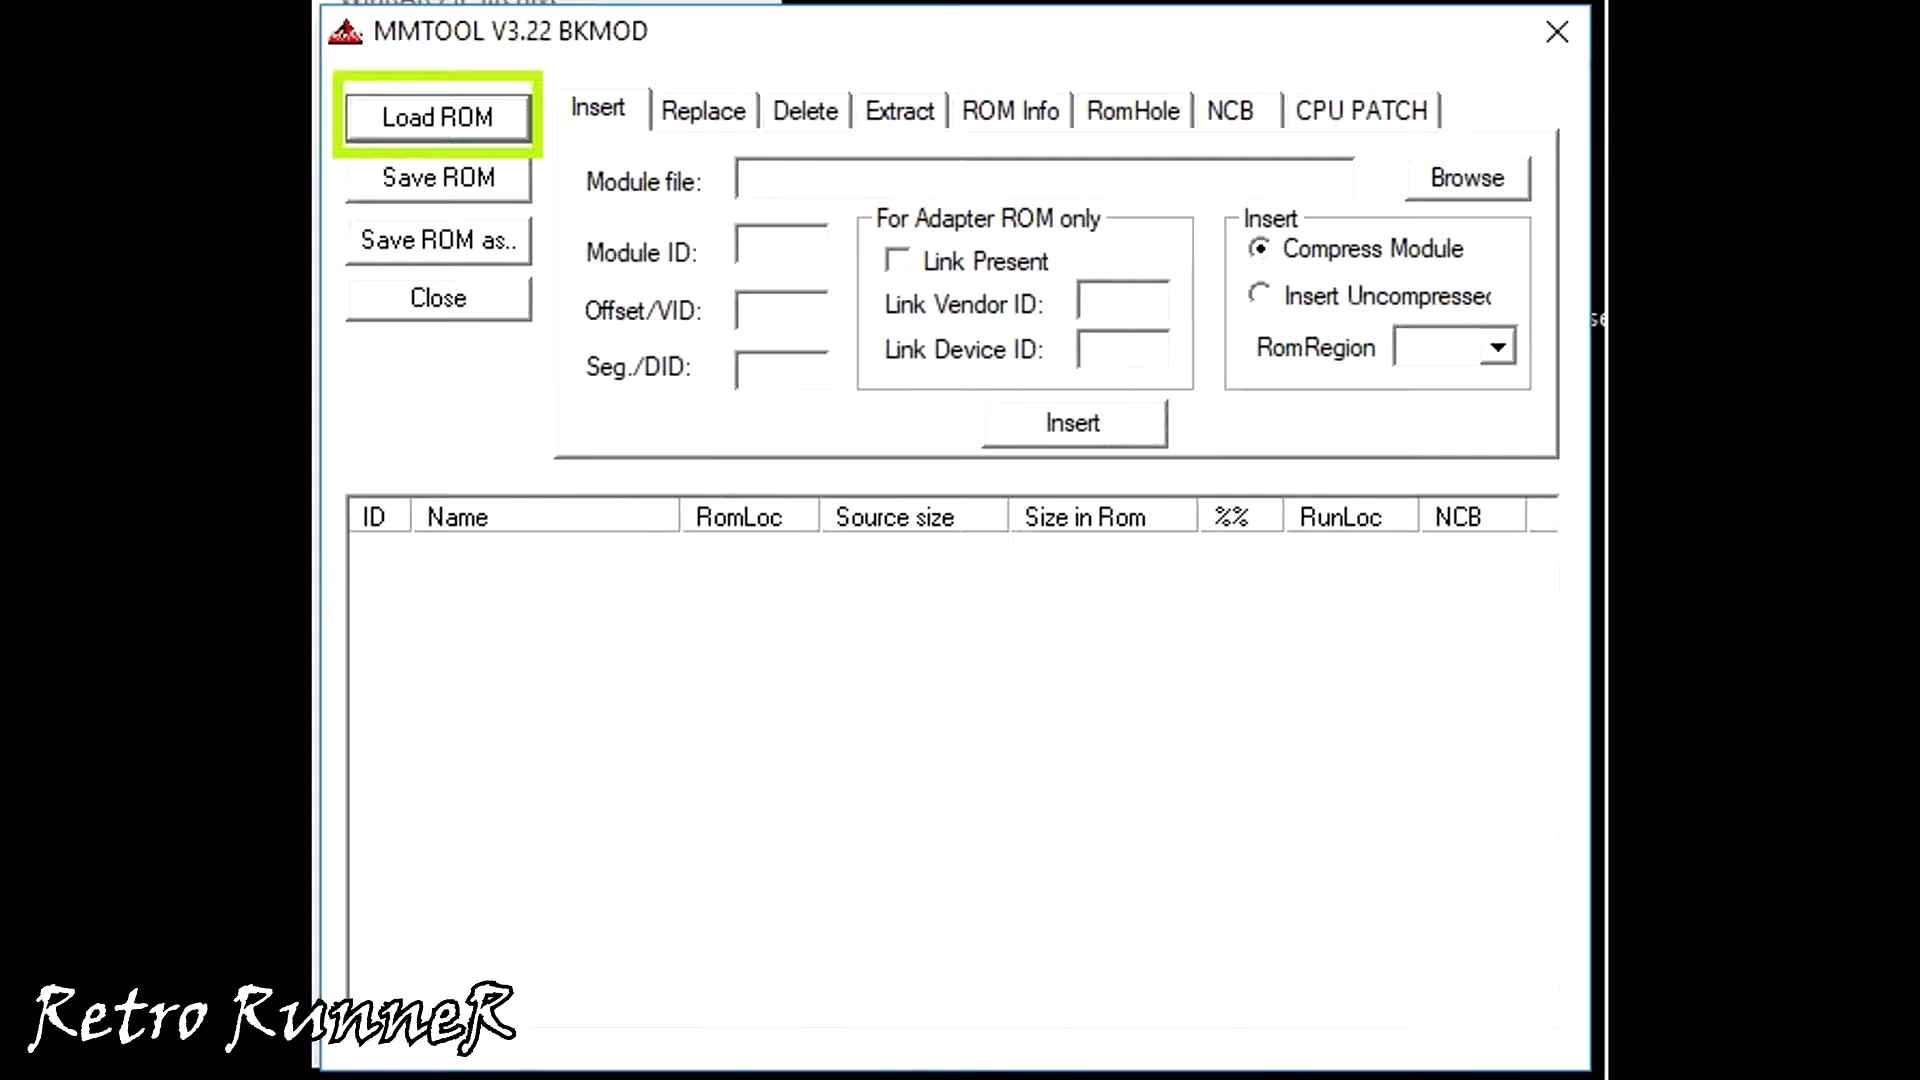 MMTOOL V3.22 BKMOD
Load ROM
Save ROM
Save ROM as..
Close
Insert Replace Delete Extract ROM Info RomHole NCB CPU PATCH
Module file: Browse
Module ID:
Offset/VID:
Seg./DID:
For Adapter ROM only
Link Present
Link Vendor ID:
Link Device ID:
Insert
Compress Module
Insert Uncompressed
RomRegion
Insert
ID Name RomLoc Source size Size in Rom %% RunLoc NCB
Retro RunneR